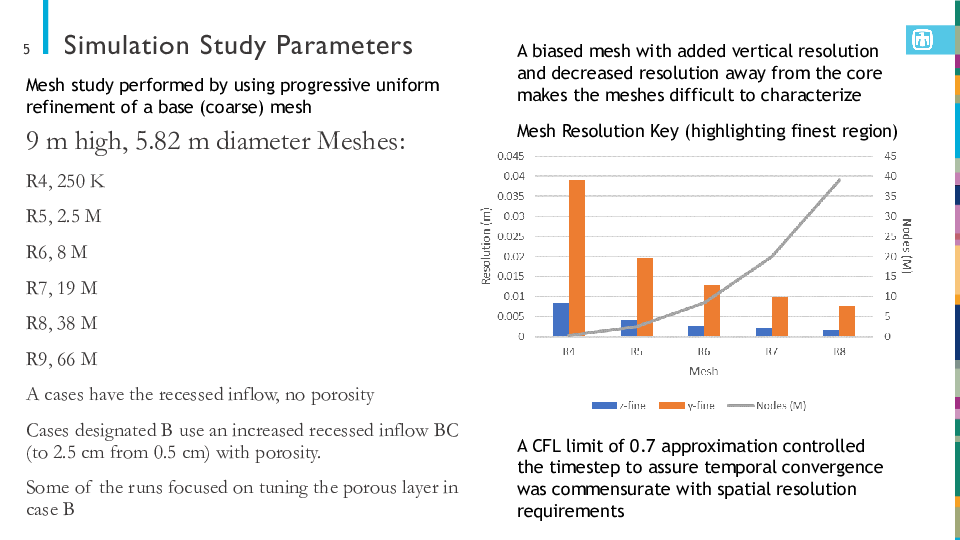 5
Simulation Study Parameters
Mesh study performed by using progressive uniform
refinement of a base (coarse) mesh
9 m high, 5.82 m diameter Meshes:
R4, 250 K
R5, 2.5 M
R6, 8 M
R7, 19 M
R8, 38 M
R9, 66 M
A cases have the recessed inflow, no porosity
Cases designated B use an increased recessed inflow BC
(to 2.5 cm from 0.5 cm) with porosity.
Some of the runs focused on tuning the porous layer in
case B
A biased mesh with added vertical resolution
and decreased resolution away from the core
makes the meshes difficult to characterize
Mesh Resolution Key (highlighting finest region)
0.045
0.04
0.035
0.03
0.025
0.02
0.015
0.01
0.005
0
Resolution (m)
45
40
35
30
25
20
15
10
5
0
Nodes (M)
R4 R5 R6 R7 R8
Mesh
z-fine y-fine Nodes (M)
A CFL limit of 0.7 approximation controlled
the timestep to assure temporal convergence
was commensurate with spatial resolution
requirements